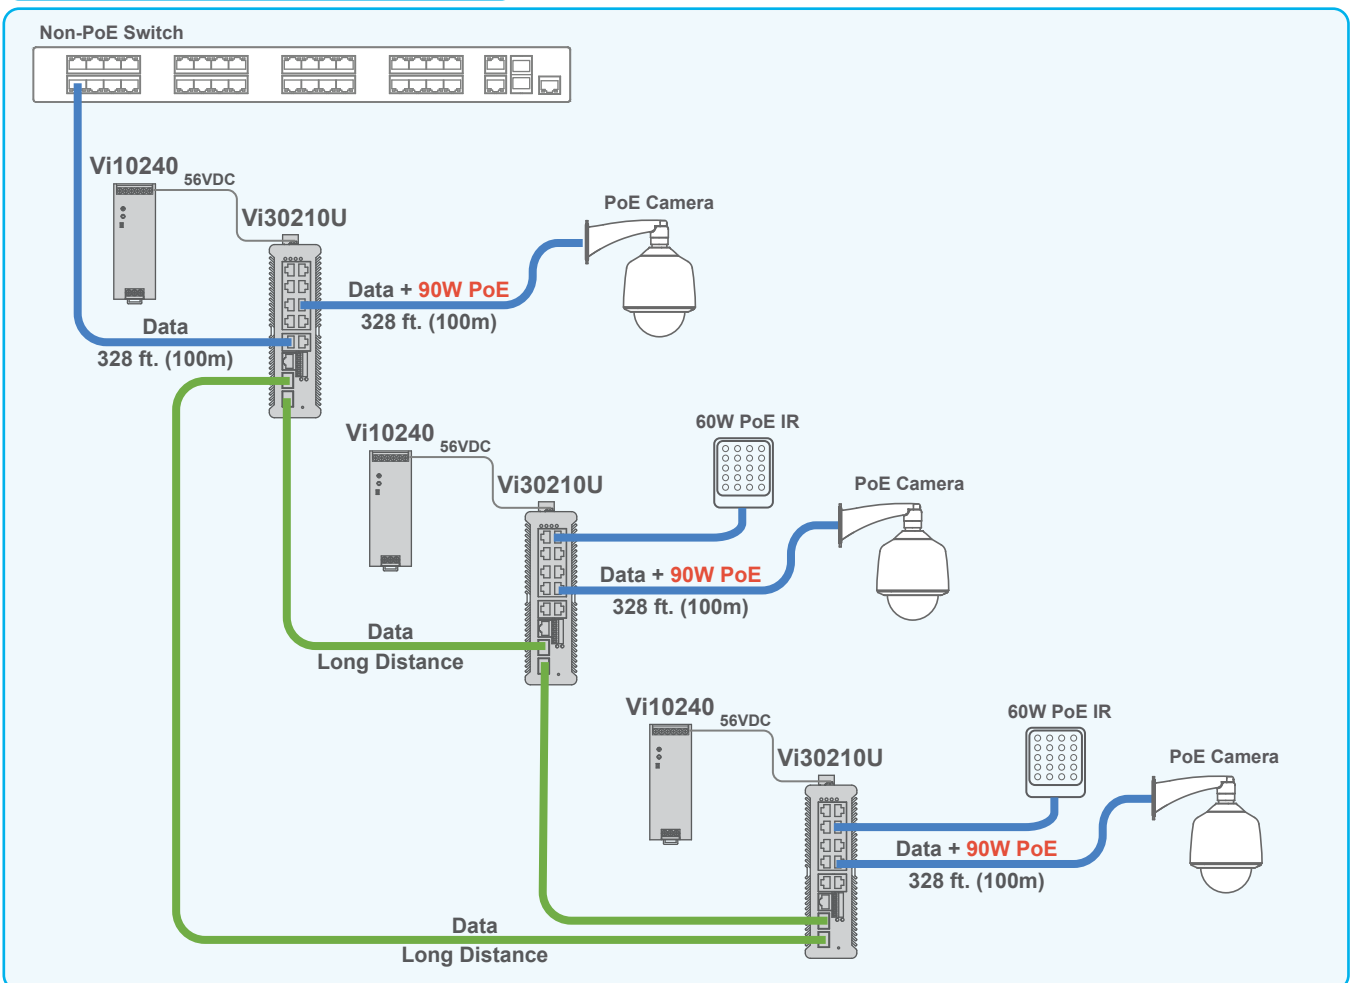 Non-PoE Switch
Vi10240
56VDC
Vi30210U
PoE Camera
Data + 90W PoE
328 ft. (100m)
Data
328 ft. (100m)
Vi10240
56VDC
Vi30210U
60W PoE IR
PoE Camera
Data + 90W PoE
328 ft. (100m)
Data
Long Distance
Vi10240
56VDC
Vi30210U
60W PoE IR
PoE Camera
Data + 90W PoE
328 ft. (100m)
Data
Long Distance